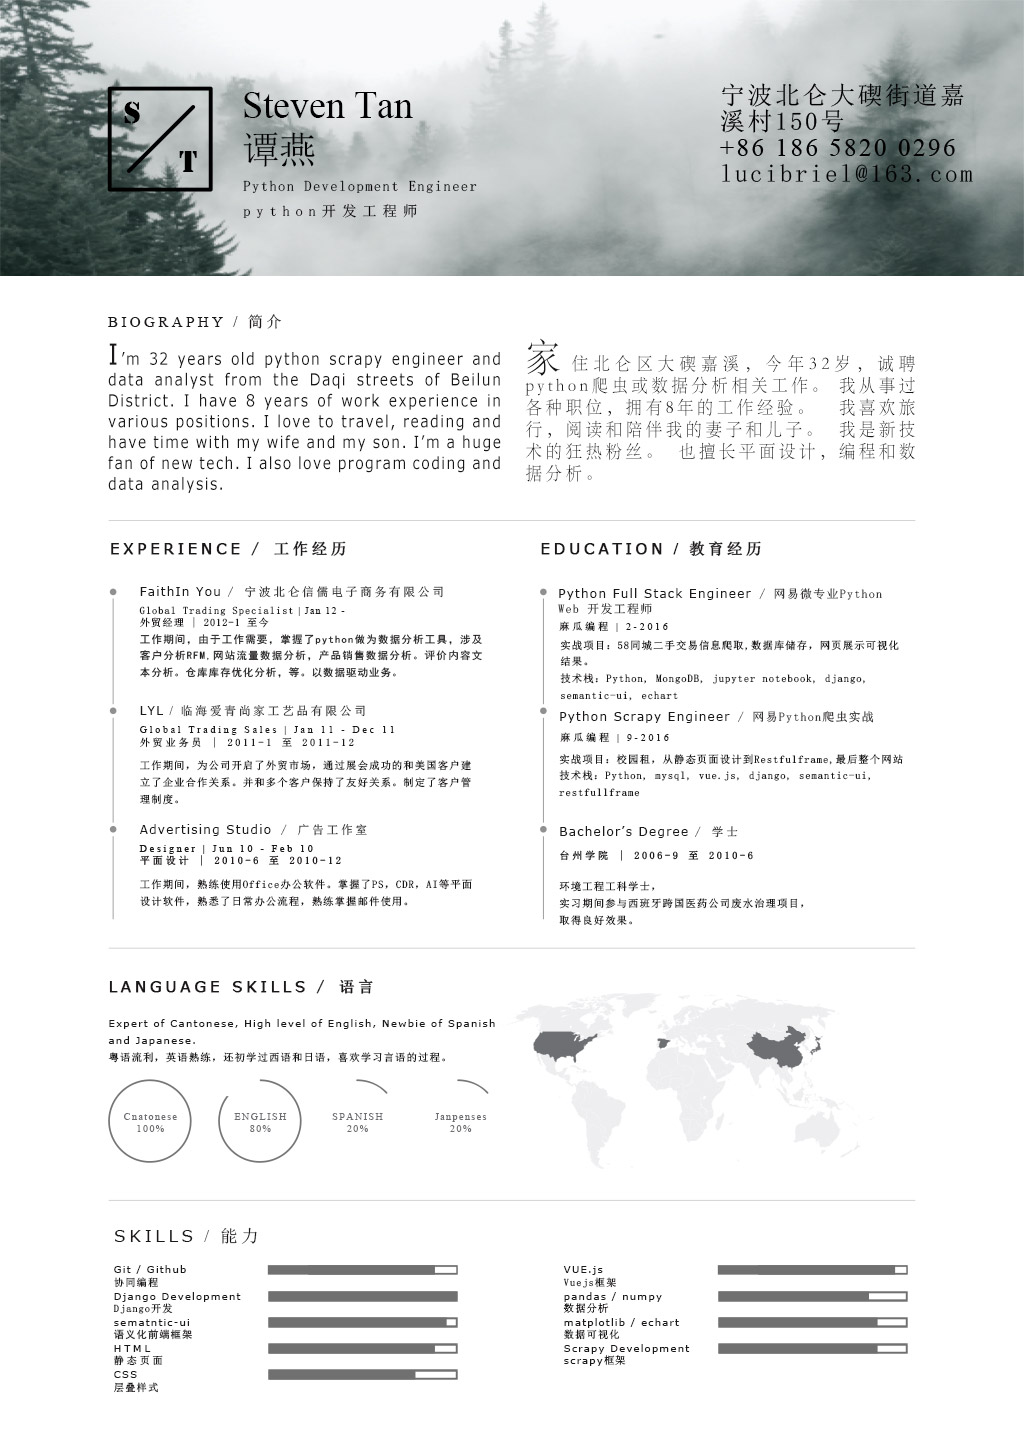 S
T
Steven Tan
谭燕
Python Development Engineer
python开发工程师
宁波北仑大碶街道嘉
溪村150号
+86 186 5820 0296
lucibriel@163.com
BIOGRAPHY / 简介
I'm 32 years old python scrapy engineer and
data analyst from the Daqi streets of Beilun
District. I have 8 years of work experience in
various positions. I love to travel, reading and
have time with my wife and my son. I'm a huge
fan of new tech. I also love program coding and
data analysis.
家 住北仑区大碶嘉溪，今年32岁，诚聘
python爬虫或数据分析相关工作。 我从事过
各种职位，拥有8年的工作经验。 我喜欢旅
行，阅读和陪伴我的妻子和儿子。 我是新技
术的狂热粉丝。 也擅长平面设计，编程和数
据分析。
EXPERIENCE / 工作经历
FaithIn You / 宁波北仑信儒电子商务有限公司
Global Trading Specialist | Jan 12 -
外贸经理 | 2012-1 至今
工作期间，由于工作需要，掌握了python做为数据分析工具，涉及
客户分析RFM,网站流量数据分析，产品销售数据分析。评价内容文
本分析。仓库库存优化分析，等。以数据驱动业务。
LYL / 临海爱青尚家工艺品有限公司
Global Trading Sales | Jan 11 - Dec 11
外贸业务员 | 2011-1 至 2011-12
工作期间，为公司开启了外贸市场，通过展会成功的和美国客户建
立了企业合作关系。并和多个客户保持了友好关系。制定了客户管
理制度。
Advertising Studio / 广告工作室
Designer | Jun 10 - Feb 10
平面设计 | 2010-6 至 2010-12
工作期间，熟练使用Office办公软件。掌握了PS，CDR，AI等平面
设计软件，熟悉了日常办公流程，熟练掌握邮件使用。
EDUCATION / 教育经历
Python Full Stack Engineer / 网易微专业Python
Web 开发工程师
麻瓜编程 | 2-2016
实战项目：58同城二手交易信息爬取,数据库储存，网页展示可视化
结果。
技术栈：Python, MongoDB, jupyter notebook, django,
semantic-ui, echart
Python Scrapy Engineer / 网易Python爬虫实战
麻瓜编程 | 9-2016
实战项目：校园租，从静态页面设计到Restfulframe,最后整个网站
技术栈：Python, mysql, vue.js, django, semantic-ui,
restfullframe
Bachelor's Degree / 学士
台州学院 | 2006-9 至 2010-6
环境工程工科学士，
实习期间参与西班牙跨国医药公司废水治理项目，
取得良好效果。
LANGUAGE SKILLS / 语言
Expert of Cantonese, High level of English, Newbie of Spanish
and Japanese.
粤语流利，英语熟练，还初学过西语和日语，喜欢学习言语的过程。
Cnatonese
100%
ENGLISH
80%
SPANISH
20%
Janpenses
20%
SKILLS / 能力
Git / Github
协同编程
Django Development
Django开发
sematntic-ui
语义化前端框架
HTML
静态页面
CSS
层叠样式
VUE.js
Vuejs框架
pandas / numpy
数据分析
matplotlib / echart
数据可视化
Scrapy Development
scrapy框架